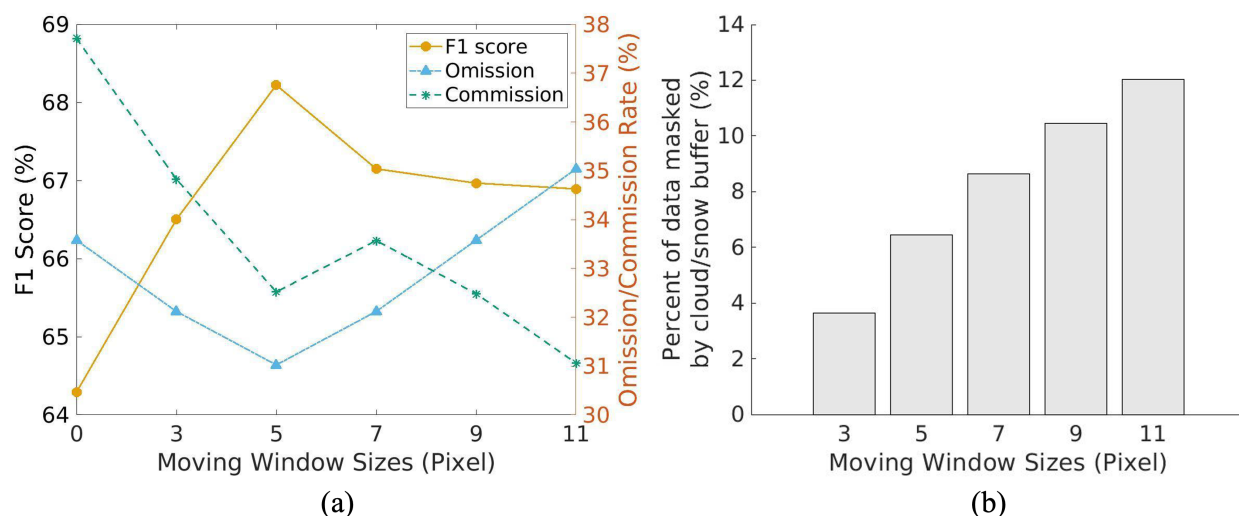 69
68
67
66
65
64
F1 Score (%)
38
37
36
35
34
33
32
31
30
Omission/Commission Rate (%)
F1 score
Omission
Commission
0 3 5 7 9 11
Moving Window Sizes (Pixel)
(a)
14
12
10
8
6
4
2
0
Percent of data masked
by cloud/snow buffer (%)
3 5 7 9 11
Moving Window Sizes (Pixel)
(b)